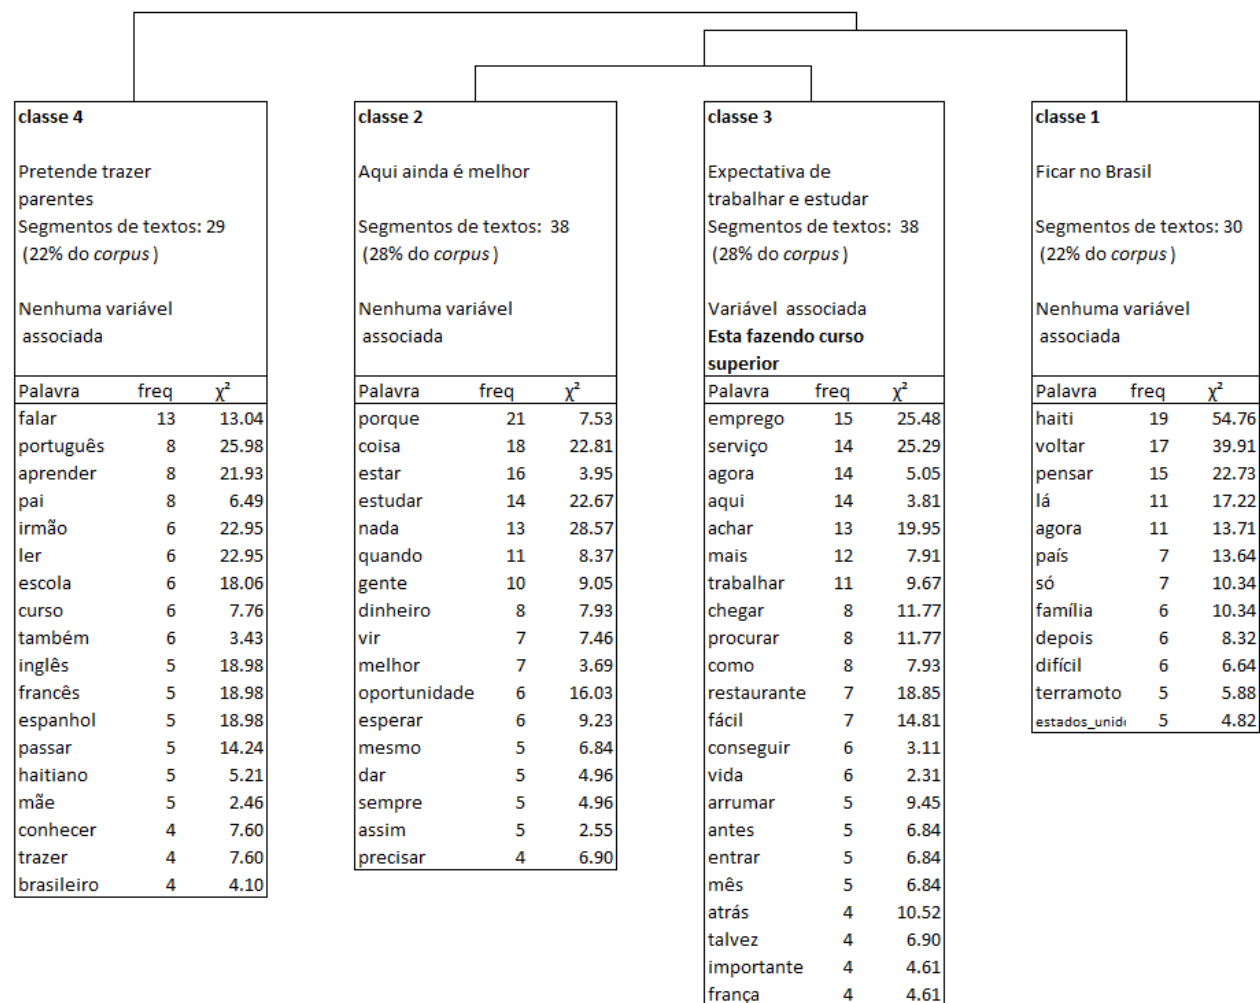 classe 4
Pretende trazer
parentes
Segmentos de textos: 29
(22% do corpus)
Nenhuma variável
associada
Palavra freq χ²
falar 13 13.04
português 8 25.98
aprender 8 21.93
pai 8 6.49
irmão 6 22.95
ler 6 22.95
escola 6 18.06
curso 6 7.76
também 6 3.43
inglês 5 18.98
francês 5 18.98
espanhol 5 18.98
passar 5 14.24
haitiano 5 5.21
mãe 5 2.46
conhecer 4 7.60
trazer 4 7.60
brasileiro 4 4.10
classe 2
Aqui ainda é melhor
Segmentos de textos: 38
(28% do corpus)
Nenhuma variável
associada
Palavra freq χ²
porque 21 7.53
coisa 18 22.81
estar 16 3.95
estudar 14 22.67
nada 13 28.57
quando 11 8.37
gente 10 9.05
dinheiro 8 7.93
vir 7 7.46
melhor 7 3.69
oportunidade 6 16.03
esperar 6 9.23
mesmo 5 6.84
dar 5 4.96
sempre 5 4.96
assim 5 2.55
precisar 4 6.90
classe 3
Expectativa de
trabalhar e estudar
Segmentos de textos: 38
(28% do corpus)
Variável associada
Esta fazendo curso
superior
Palavra freq χ²
emprego 15 25.48
serviço 14 25.29
agora 14 5.05
aqui 14 3.81
achar 13 19.95
mais 12 7.91
trabalhar 11 9.67
chegar 8 11.77
procurar 8 11.77
como 8 7.93
restaurante 7 18.85
fácil 7 14.81
conseguir 6 3.11
vida 6 2.31
arrumar 5 9.45
antes 5 6.84
entrar 5 6.84
mês 5 6.84
atrás 4 10.52
talvez 4 6.90
importante 4 4.61
frança 4 4.61
classe 1
Ficar no Brasil
Segmentos de textos: 30
(22% do corpus)
Nenhuma variável
associada
Palavra freq χ²
haiti 19 54.76
voltar 17 39.91
pensar 15 22.73
lá 11 17.22
agora 11 13.71
país 7 13.64
só 7 10.34
família 6 10.34
depois 6 8.32
difícil 6 6.64
terramoto 5 5.88
estados_unid 5 4.82